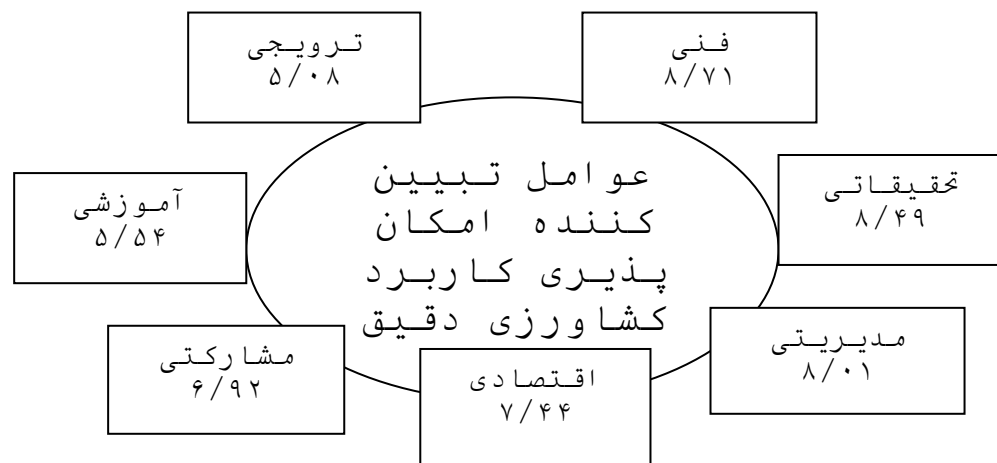 ترویجی
۵/۰۸
فنی
۸/۷۱
عوامل تبیین
کننده امکان
پذیری کاربرد
کشاورزی دقیق
تحقیقاتی
۸/۴۹
آموزشی
۵/۵۴
مدیریتی
۸/۰۱
مشارکتی
۶/۹۲
اقتصادی
۷/۴۴